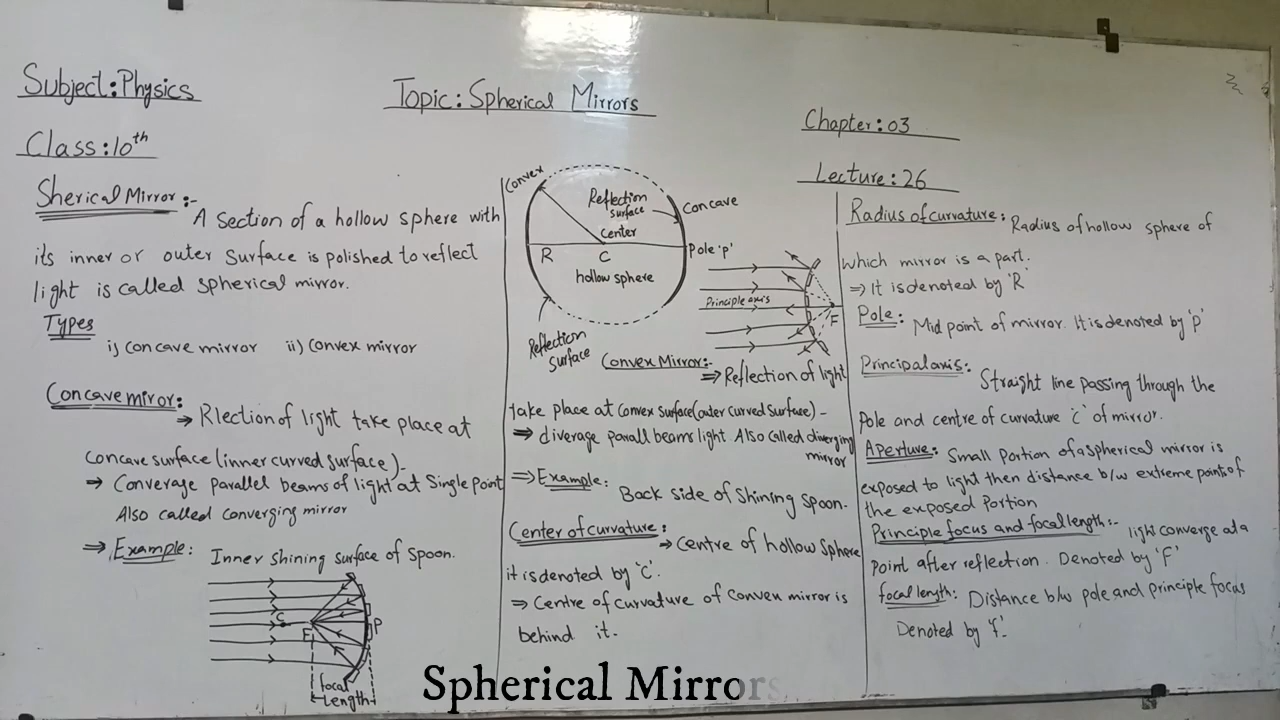 Subject: Physics
Topic: Spherical Mirrors
Chapter: 03
Class: 10th
Lecture: 26
Sherical Mirror:-
A section of a hollow sphere with
its inner or outer surface is polished to reflect
light is called spherical mirror.
Types
i) concave mirror ii) convex mirror
Concave miror:
⇒ Rlection of light take place at
concave surface (inner curved surface).
⇒ Converage parallel beams of light at single point
Also called converging mirror
⇒ Example: Inner shining surface of spoon.
C
F
P
focal
length
Convex
Reflection
surface
Concave
center
Pole 'p'
R
C
hollow sphere
Reflection
surface
Principle axis
F
Convex Mirror:-
⇒ Reflection of light
take place at convex surface (outer curved surface)-
⇒ diverage parall beams light Also called diverging
mirror
⇒ Example:
Back side of shining spoon.
Center of curvature:
→ Centre of hollow sphere
it is denoted by 'C'.
⇒ Centre of curvature of convex mirror is
behind it.
Radius of curvature: Radius of hollow sphere of
which mirror is a part.
⇒ It is denoted by 'R'
Pole: Mid point of mirror. It is denoted by 'p'
Principal axis:
Straight line passing through the
Pole and centre of curvature 'c' of mirror.
Aperture: Small portion of a spherical mirror is
exposed to light then distance b/w extreme points of
the exposed Portion
Principle focus and focal length:- light converge at a
point after reflection. Denoted by 'F'
focal length: Distance b/w pole and principle focus
Denoted by 'f'.
Spherical Mirrors